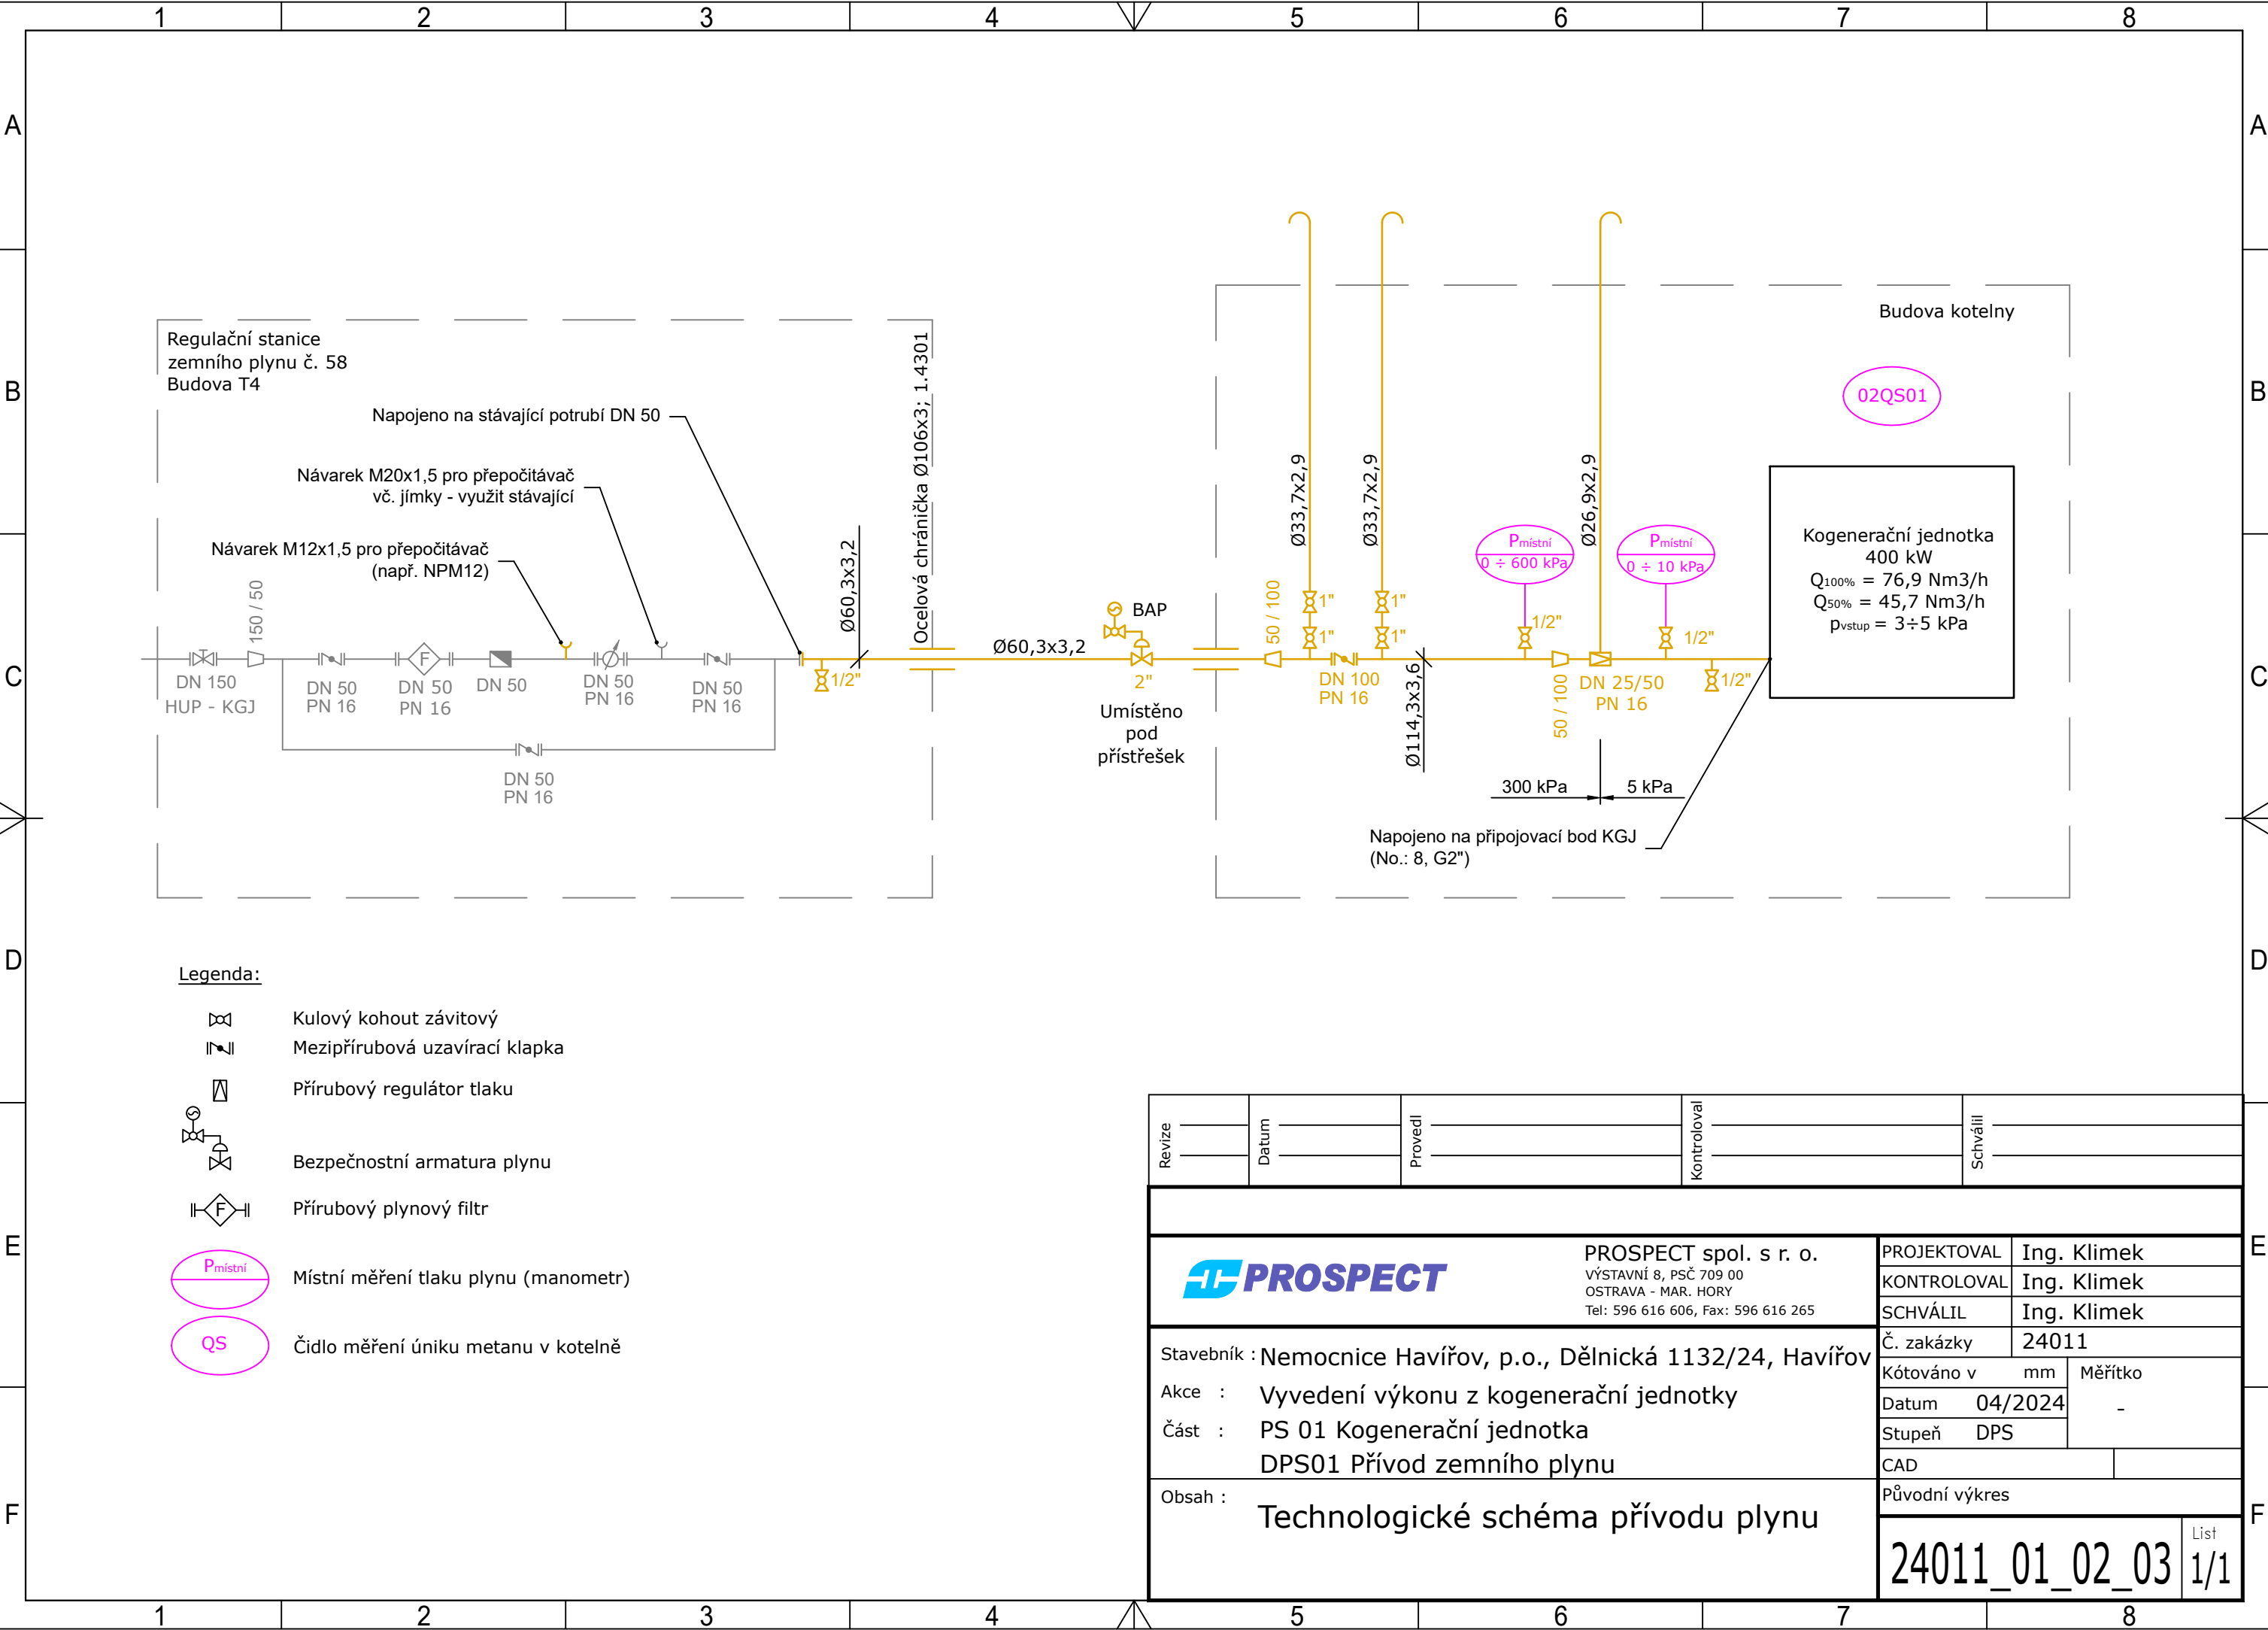 1 2 3 4 5 6 7 8
A A
B B
C C
D D
E E
F F
Regulační stanice
zemního plynu č. 58
Budova T4
Napojeno na stávající potrubí DN 50
Návarek M20x1,5 pro přepočitávač
vč. jímky - využit stávající
Návarek M12x1,5 pro přepočitávač
(např. NPM12)
150 / 50
DN 150
HUP - KGJ
DN 50
PN 16
F
DN 50
PN 16
DN 50
DN 50
PN 16
DN 50
PN 16
DN 50
PN 16
1/2"
Ø60,3x3,2
Ocelová chránička Ø106x3; 1.4301
Ø60,3x3,2
BAP
2"
Umístěno
pod
přístřešek
Budova kotelny
02QS01
50 / 100
Ø33,7x2,9
1"
1"
Ø33,7x2,9
1"
1"
DN 100
PN 16
Ø114,3x3,6
Pmístní
0 ÷ 600 kPa
1/2"
50 / 100
Ø26,9x2,9
DN 25/50
PN 16
Pmístní
0 ÷ 10 kPa
1/2"
1/2"
300 kPa
5 kPa
Kogenerační jednotka
400 kW
Q100% = 76,9 Nm3/h
Q50% = 45,7 Nm3/h
pvstup = 3÷5 kPa
Napojeno na připojovací bod KGJ
(No.: 8, G2")
Legenda:
Kulový kohout závitový
Mezipřírubová uzavírací klapka
Přírubový regulátor tlaku
Bezpečnostní armatura plynu
F
Přírubový plynový filtr
Pmístní
Místní měření tlaku plynu (manometr)
QS
Čidlo měření úniku metanu v kotelně
Revize
Datum
Provedl
Kontroloval
Schválil
PROSPECT
PROSPECT spol. s r. o.
VÝSTAVNÍ 8, PSČ 709 00
OSTRAVA - MAR. HORY
Tel: 596 616 606, Fax: 596 616 265
PROJEKTOVAL Ing. Klimek
KONTROLOVAL Ing. Klimek
SCHVÁLIL Ing. Klimek
Č. zakázky 24011
Kótováno v mm Měřítko
Datum 04/2024 -
Stupeň DPS
CAD
Původní výkres
Stavebník : Nemocnice Havířov, p.o., Dělnická 1132/24, Havířov
Akce : Vyvedení výkonu z kogenerační jednotky
Část : PS 01 Kogenerační jednotka
DPS01 Přívod zemního plynu
Obsah : Technologické schéma přívodu plynu
24011_01_02_03
List
1/1
1 2 3 4 5 6 7 8